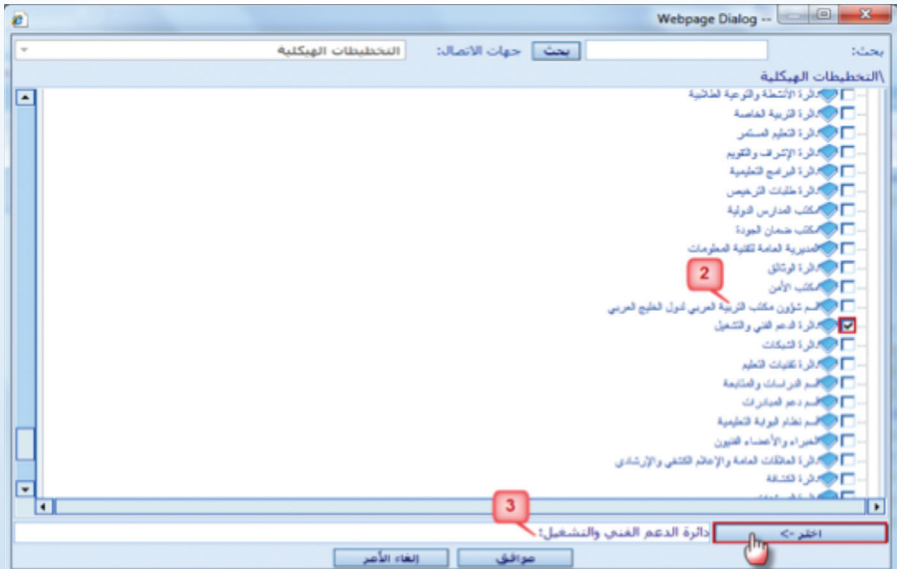 Webpage Dialog --
بحث: بحث جهات الاتصال: التخطيطات الهيكلية
\التخطيطات الهيكلية
دائرة الأنشطة والتوعية الطلابية
دائرة التربية الخاصة
دائرة التعليم المستمر
دائرة الإشراف والتقويم
دائرة البرامج التعليمية
دائرة طلبات الترخيص
مكتب المدارس الدولية
مكتب ضمان الجودة
المديرية العامة لتقنية المعلومات
دائرة الوثائق
2
مكتب الأمن
قسم شؤون مكتب التربية العربي لدول الخليج العربي
دائرة الدعم الفني والتشغيل
دائرة الشبكات
دائرة تقنيات التعليم
قسم الدراسات والمتابعة
قسم دعم المبادرات
قسم نظام البوابة التعليمية
الخبراء والأعضاء الفنيون
دائرة العلاقات العامة والإعلام الكشفي والإرشادي
دائرة الكشافة
3
اختر -> دائرة الدعم الفني والتشغيل؛
موافق إلغاء الأمر